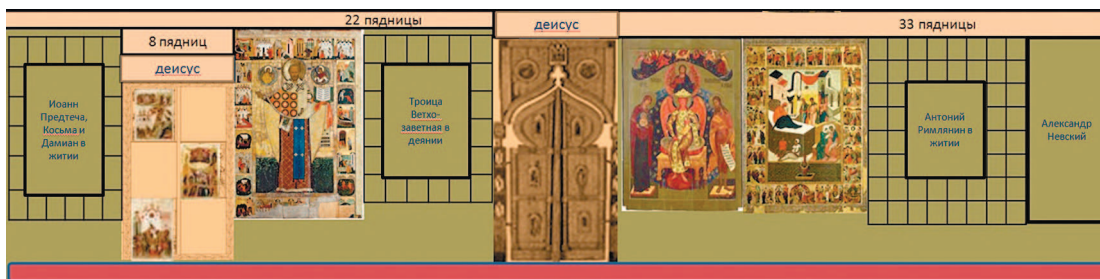 22 пядницы
деисус
33 пядницы
8 пядниц
деисус
Иоанн
Предтеча,
Косьма и
Дамиан в
житии
Троица
Ветхо-
заветная в
деянии
Антоний
Римлянин в
житии
Александр
Невский